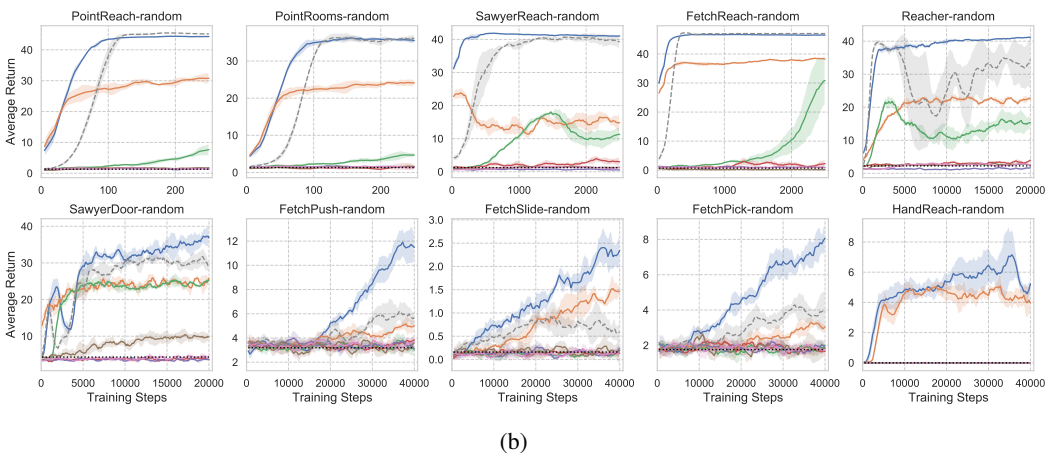 PointReach-random PointRooms-random SawyerReach-random FetchReach-random Reacher-random
Average Return
40 30 20 10 0
0 100 200
40 30 20 10 0
0 100 200
40 30 20 10 0
0 1000 2000
40 30 20 10 0
0 1000 2000
40 30 20 10 0
0 5000 10000 15000 20000
SawyerDoor-random FetchPush-random FetchSlide-random FetchPick-random HandReach-random
Average Return
40 30 20 10
0 5000 10000 15000 20000
12 10 8 6 4 2
0 10000 20000 30000 40000
3.0 2.5 2.0 1.5 1.0 0.5 0.0
0 10000 20000 30000 40000
8 6 4 2
0 10000 20000 30000 40000
8 6 4 2 0
0 10000 20000 30000 40000
Training Steps Training Steps Training Steps Training Steps Training Steps
(b)